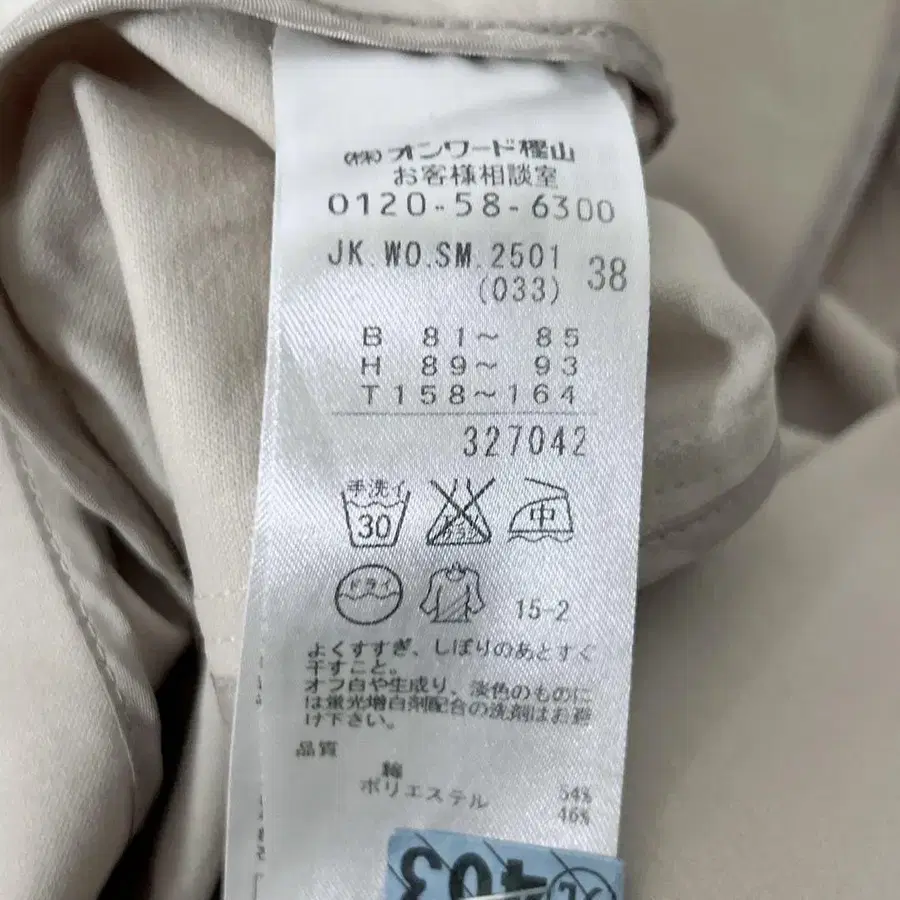 (株)オンワード樫山
お客様相談室
0120-58-6300
JK.WO.SM.2501
(033) 38
B 81～ 85
H 89～ 93
T158～164
327042
手洗イ
30
中
ドライ
15-2
よくすすぎ、しぼりのあとすぐ
干すこと。
オフ白や生成り、淡色のものに
は蛍光増白剤配合の洗剤はお避
け下さい。
品質
綿 54%
ポリエステル 46%
403